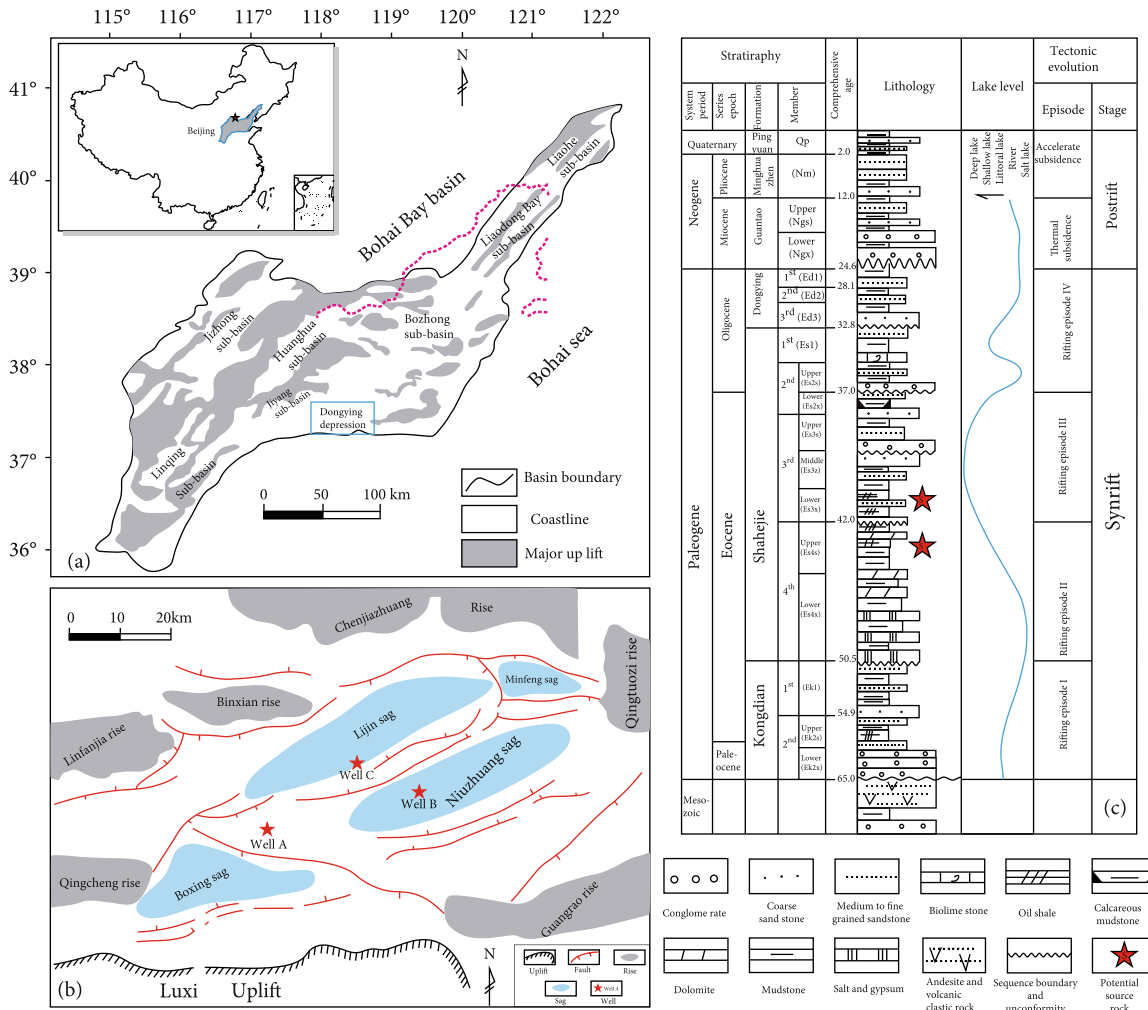 115° 116° 117° 118° 119° 120° 121° 122°
41°
40°
39°
38°
37°
36°
Beijing
N
Bohai Bay basin
Liaohe
sub-basin
Liaodong Bay
sub-basin
Jizhong
sub-basin
Huanghua
sub-basin
Bozhong
sub-basin
Bohai sea
Jiyang
sub-basin
Dongying
depression
Linqing
Sub-basin
0 50 100 km
Basin boundary
Coastline
Major up lift
(a)
0 10 20km
Chenjiazhuang
Rise
Qingtuozi rise
Binxian rise
Minfeng sag
Linfanjia rise
Lijin sag
Well C
Niuzhuang sag
Well B
Well A
Qingcheng rise
Boxing sag
Guangrao rise
Luxi Uplift
N
(b)
Uplift
Fault
Rise
Well A
Sag
Well
Stratiraphy
Comprehensive
age
Lithology
Lake level
Tectonic
evolution
System
period
Series
epoch
Formation
Member
Episode
Stage
Quaternary
Ping
yuan
Qp
2.0
Deep lake
Shallow lake
Littoral lake
River
Salt lake
Accelerate
subsidence
Neogene
Pliocene
Minghua
zhen
(Nm)
12.0
Miocene
Guantao
Upper
(Ngs)
Lower
(Ngx)
24.6
Thermal
subsidence
Postrift
Paleogene
Oligocene
Dongying
1st (Ed1)
28.1
2nd (Ed2)
3rd (Ed3)
32.8
1st (Es1)
Rifting episode IV
2nd
Upper
(Es2s)
37.0
Lower
(Es2x)
Eocene
Shahejie
3rd
Upper
(Es3s)
Middle
(Es3z)
Lower
(Es3x)
42.0
Rifting episode III
Synrift
4th
Upper
(Es4s)
Lower
(Es4x)
50.5
Rifting episode II
Kongdian
1st
(Ek1)
54.9
2nd
Upper
(Ek2s)
Lower
(Ek2x)
65.0
Rifting episode I
Pale-
ocene
Meso-
zoic
(c)
Conglome rate
Coarse
sand stone
Medium to fine
grained sandstone
Biolime stone
Oil shale
Calcareous
mudstone
Dolomite
Mudstone
Salt and gypsum
Andesite and
volcanic
clastic rock
Sequence boundary
and
unconformity
Potential
source
rock